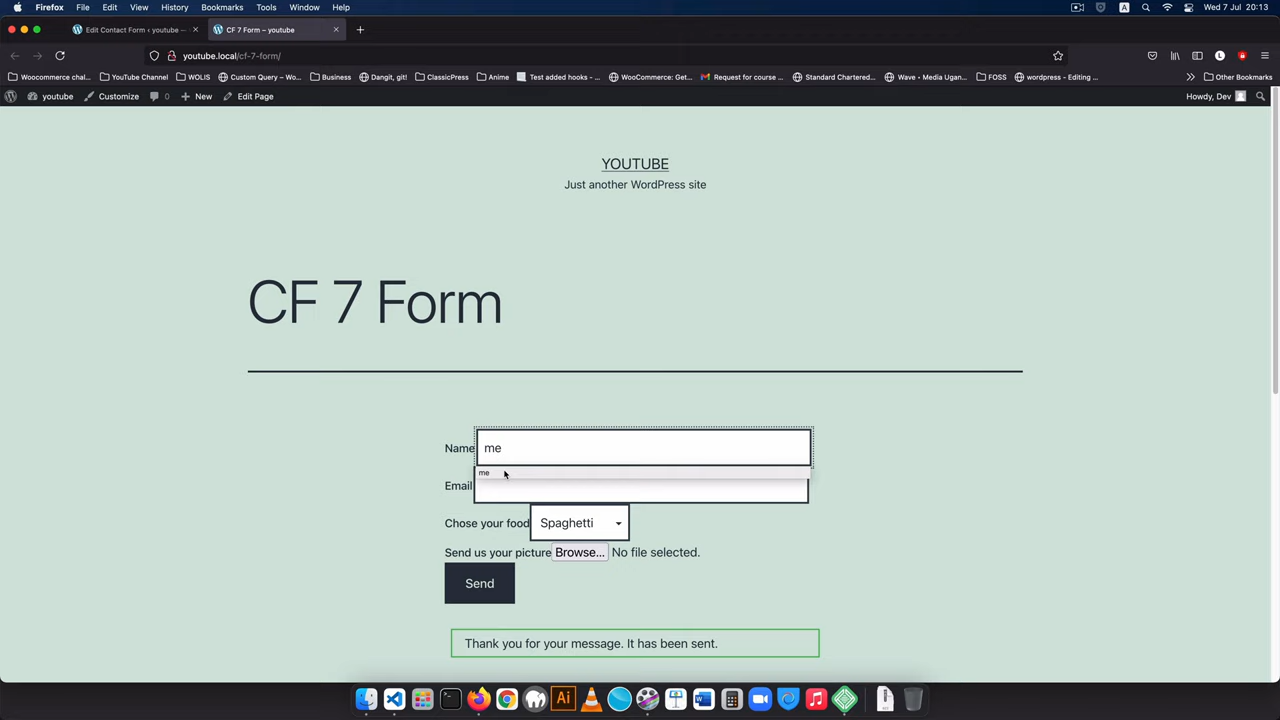 Firefox File Edit View History Bookmarks Tools Window Help A Wed 7 Jul 20:13
Edit Contact Form ‹ youtube — × CF 7 Form – youtube × +
youtube.local/cf-7-form/ L
Woocommerce chal... YouTube Channel WOLIS Custom Query – Wo... Business Dangit, git! ClassicPress Anime Test added hooks - ... WooCommerce: Get... Request for course ... Standard Chartered... Wave • Media Ugan... FOSS wordpress - Editing ... Other Bookmarks
youtube Customize 0 New Edit Page Howdy, Dev
YOUTUBE
Just another WordPress site
CF 7 Form
Name me
me
Email
Chose your food Spaghetti
Send us your picture Browse... No file selected.
Send
Thank you for your message. It has been sent.
Ai W